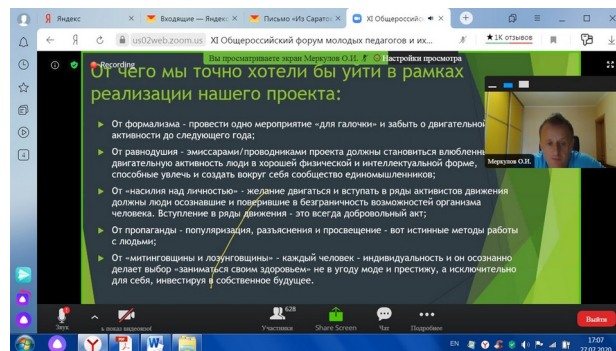 Яндекс
Входящие — Яндекс
Письмо «Из Саратов
XI Общероссийс
us02web.zoom.us XI Общероссийский форум молодых педагогов и их...
1K отзывов
Вы просматриваете экран Меркулов О.И.
Настройки просмотра
Recording
От чего мы точно хотели бы уйти в рамках
реализации нашего проекта:
От формализма - провести одно мероприятие «для галочки» и забыть о двигательной
активности до следующего года;
От равнодушия - эмиссарами/проводниками проекта должны становиться влюбленны
двигательную активность люди в хорошей физической и интеллектуальной форме,
способные увлечь и создать вокруг себя сообщество единомышленников;
От «насилия над личностью» - желание двигаться и вступать в ряды активистов движения
должны люди осознавшие и поверившие в безграничность возможностей организма
человека. Вступление в ряды движения - это всегда добровольный акт;
От пропаганды - популяризация, разъяснения и просвещение - вот истинные методы работы
с людьми;
От «митинговщины и лозунговщины» - каждый человек - индивидуальность и он осознанно
делает выбор «заниматься своим здоровьем» не в угоду моде и престижу, а исключительно
для себя, инвестируя в собственное будущее.
Меркулов О.И.
4
628
Звук
ь показ видеоизоб
Участники
Share Screen
Чат
Подробнее
Выйти
EN
17:07
27.07.2020